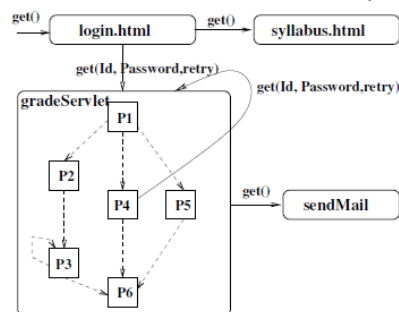 get()
login.html
get()
syllabus.html
get(Id, Password,retry)
get(Id, Password,retry)
gradeServlet
P1
P2
P4
P5
get()
sendMail
P3
P6